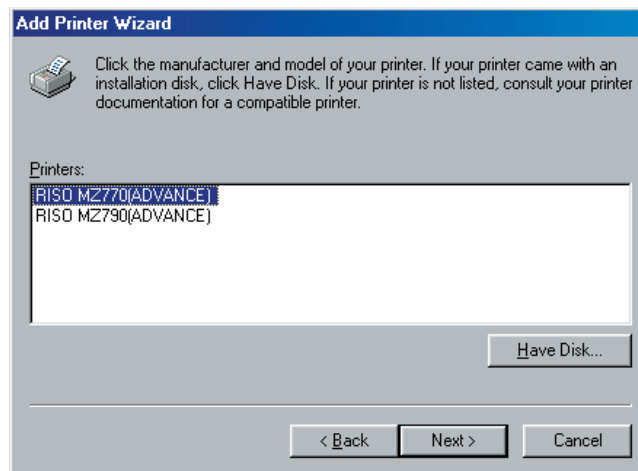 Add Printer Wizard
Click the manufacturer and model of your printer. If your printer came with an
installation disk, click Have Disk. If your printer is not listed, consult your printer
documentation for a compatible printer.
Printers:
RISO MZ770(ADVANCE)
RISO MZ790(ADVANCE)
Have Disk...
< Back
Next >
Cancel